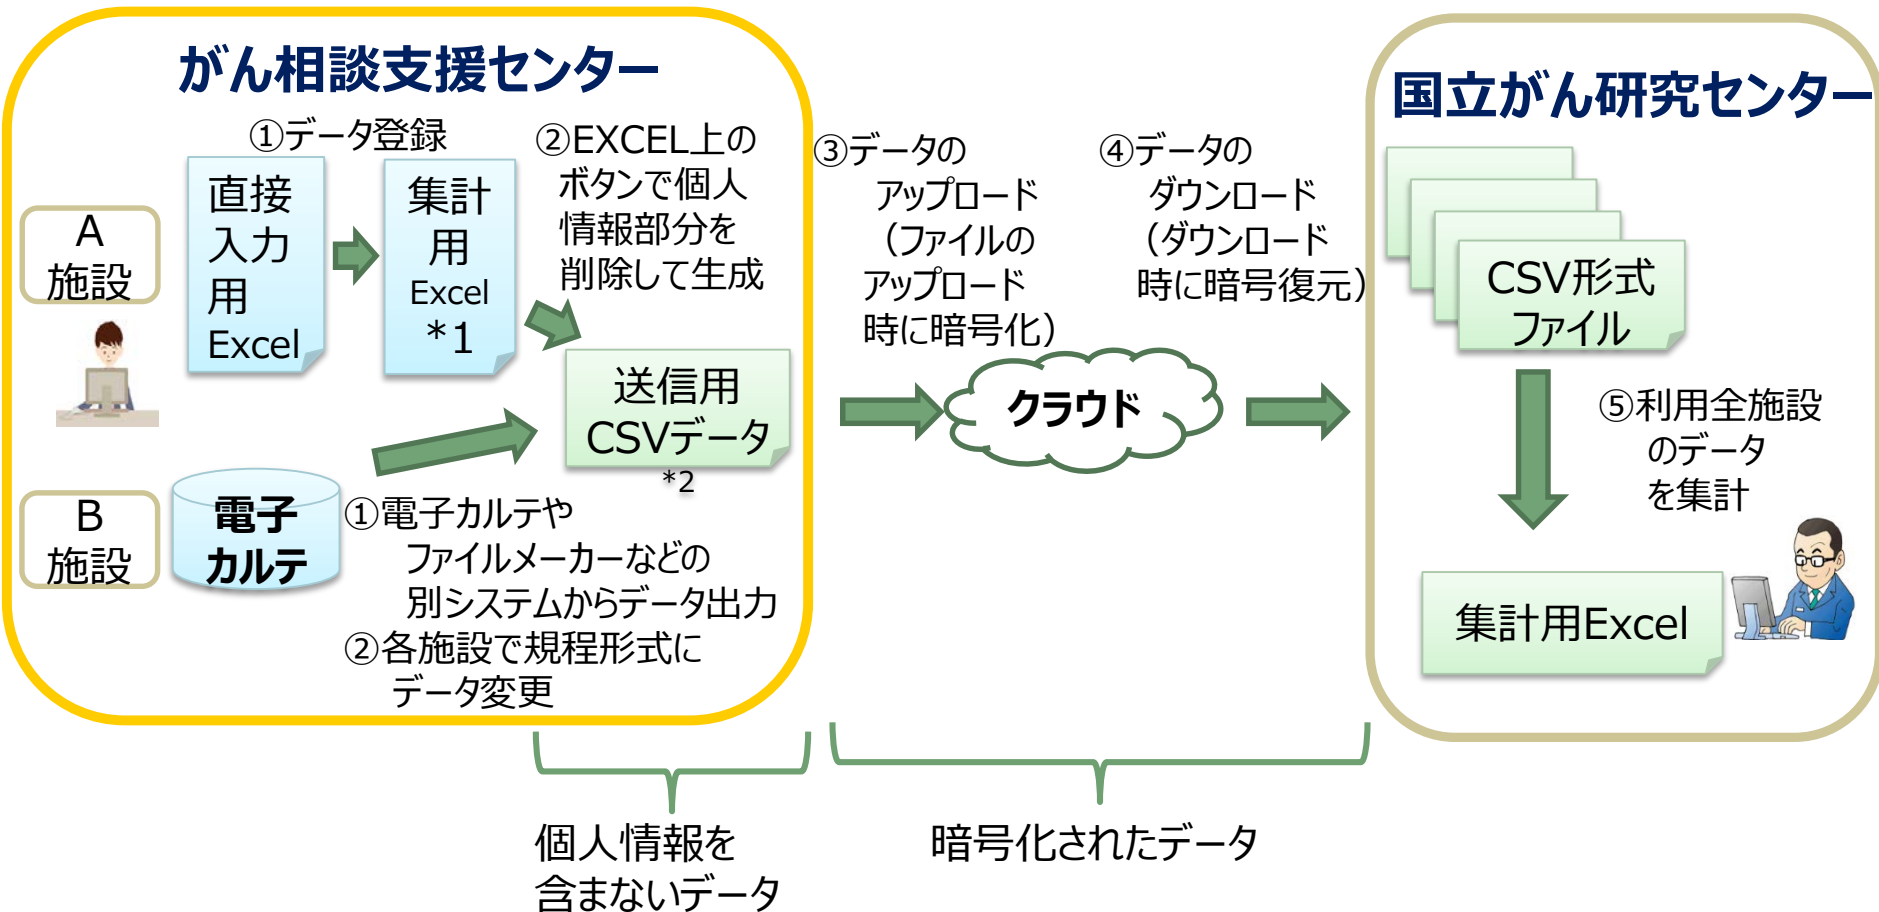 がん相談支援センター
①データ登録
A
施設
直接
入力
用
Excel
集計
用
Excel
*1
②EXCEL上の
ボタンで個人
情報部分を
削除して生成
送信用
CSVデータ
*2
B
施設
電子
カルテ
①電子カルテや
ファイルメーカーなどの
別システムからデータ出力
②各施設で規程形式に
データ変更
③データの
アップロード
（ファイルの
アップロード
時に暗号化）
クラウド
④データの
ダウンロード
（ダウンロード
時に暗号復元）
国立がん研究センター
CSV形式
ファイル
⑤利用全施設
のデータ
を集計
集計用Excel
個人情報を
含まないデータ
暗号化されたデータ